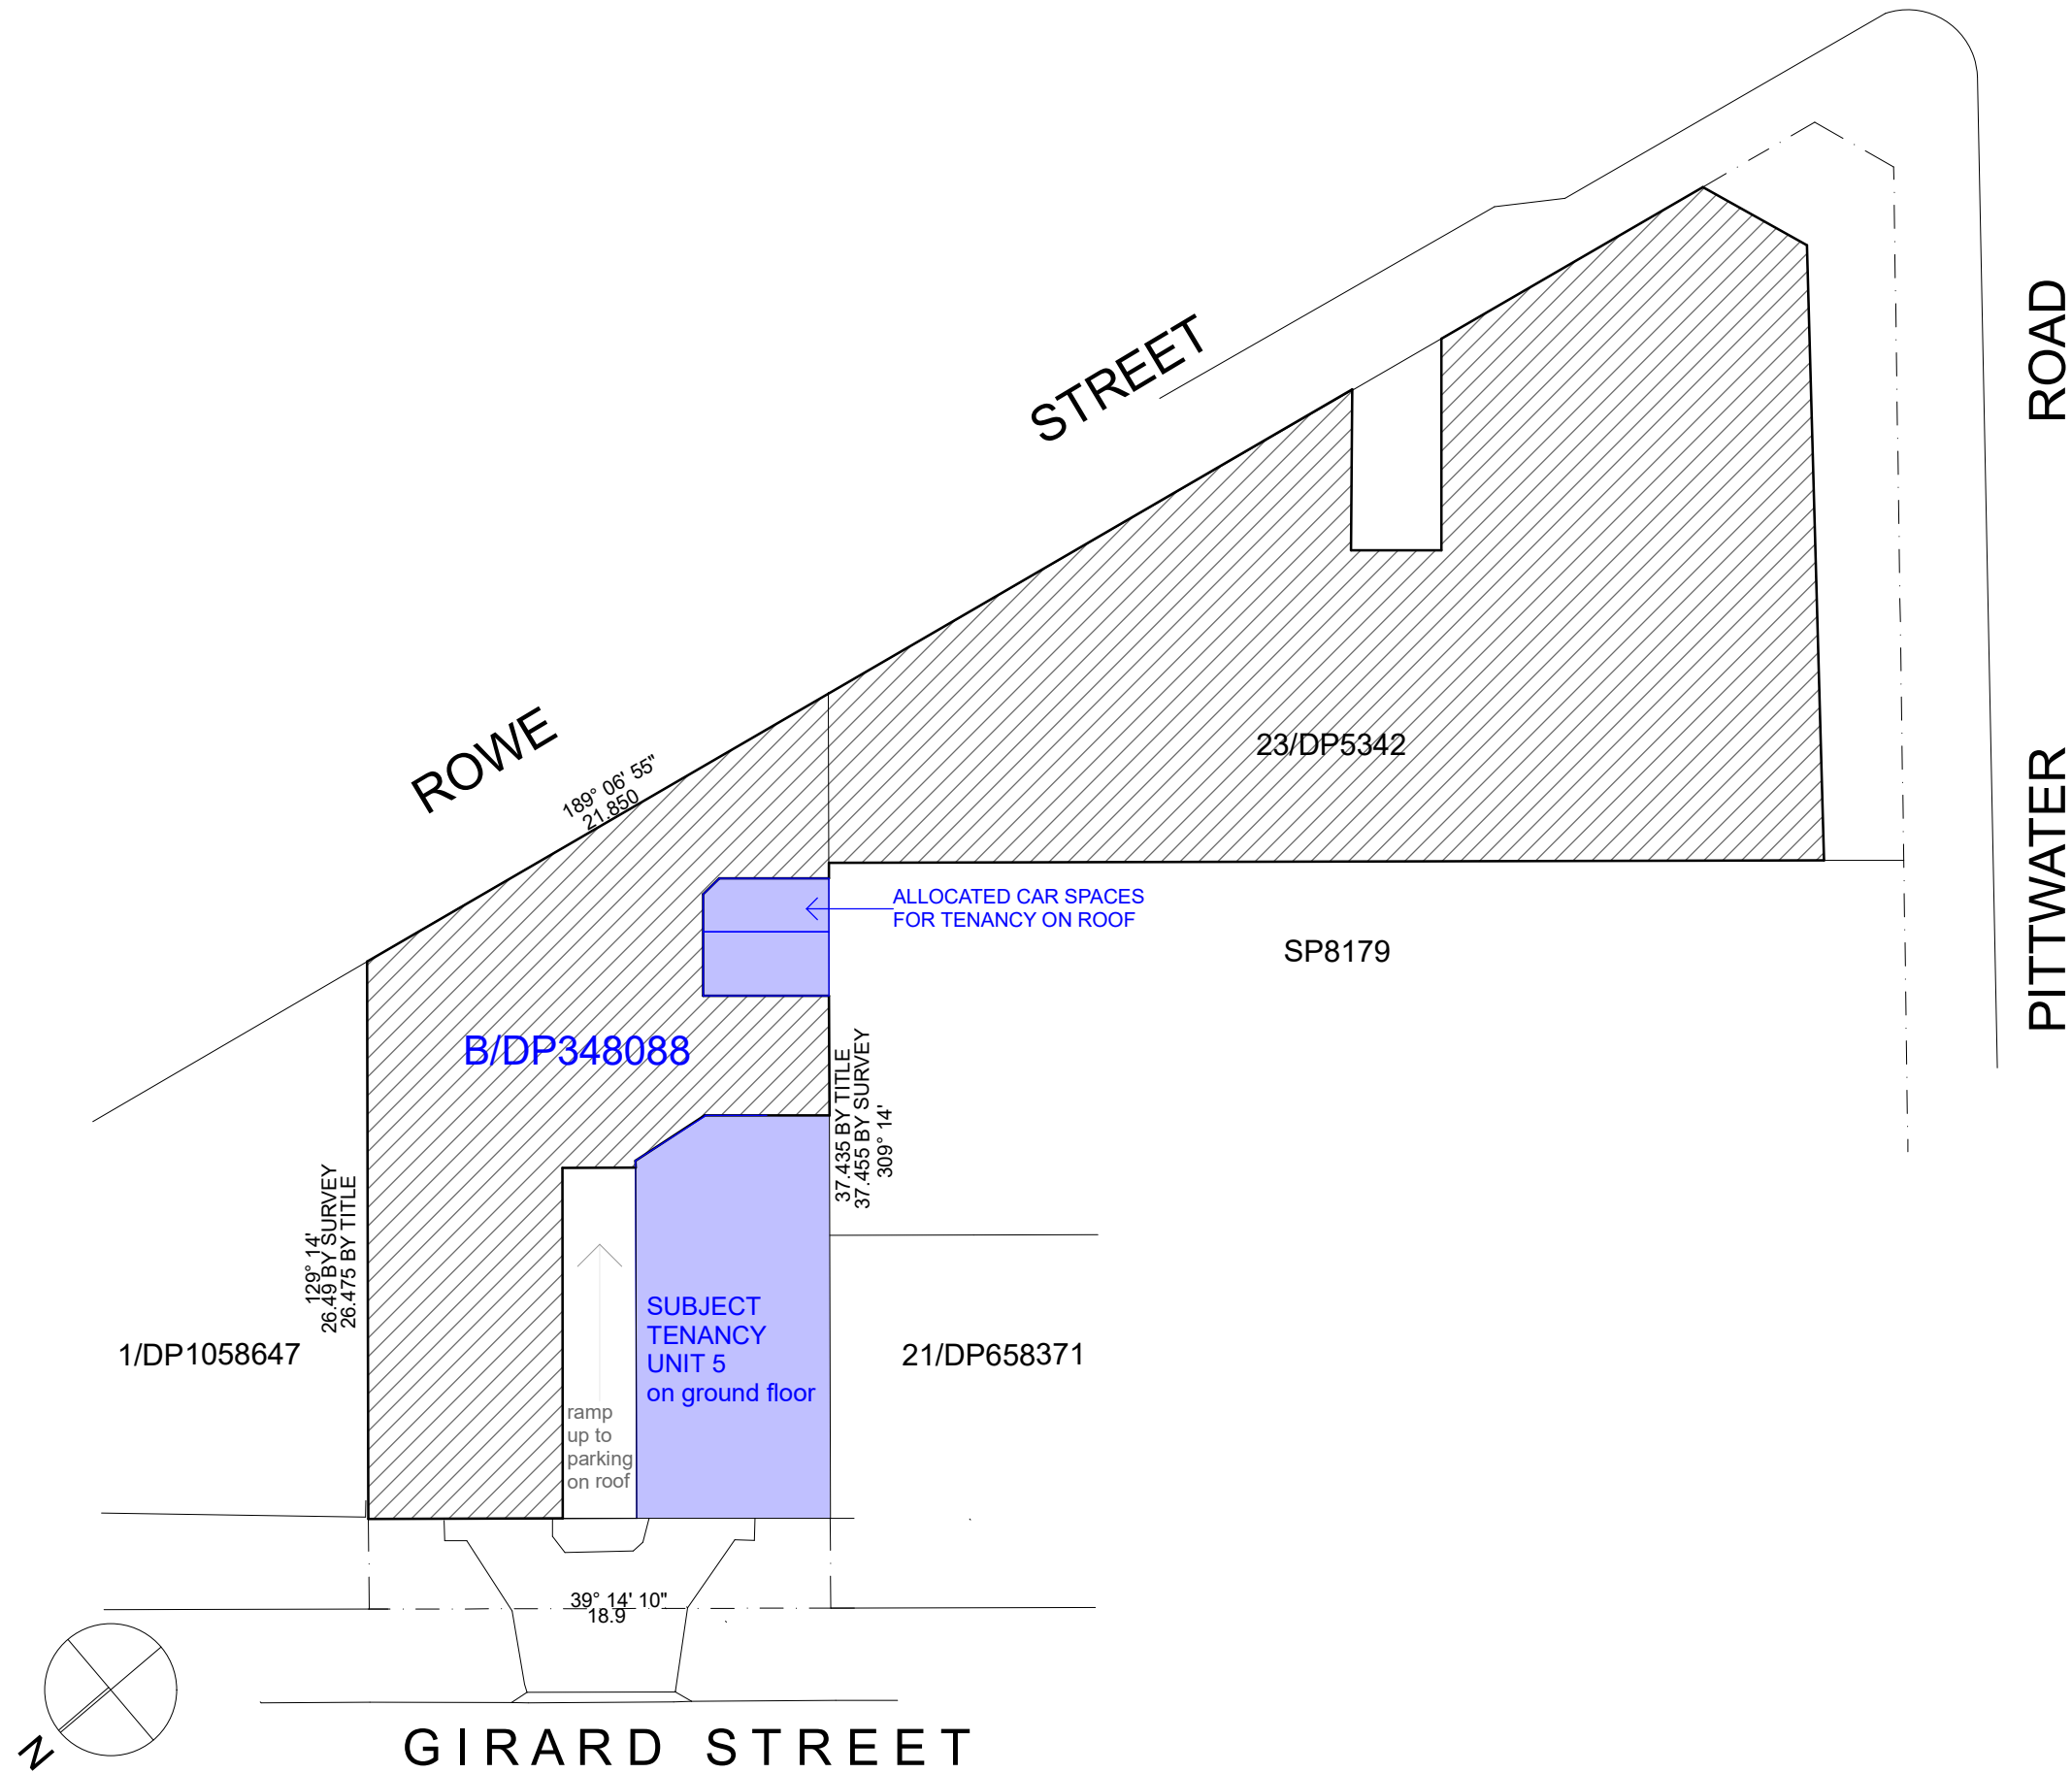 ROAD
STREET
23/DP5342
ROWE
189° 06' 55"
21.850
PITTWATER
ALLOCATED CAR SPACES
FOR TENANCY ON ROOF
SP8179
B/DP348088
37.435 BY TITLE
37.455 BY SURVEY
309° 14'
129° 14'
26.49 BY SURVEY
26.475 BY TITLE
SUBJECT
TENANCY
UNIT 5
on ground floor
1/DP1058647
21/DP658371
ramp
up to
parking
on roof
39° 14' 10"
18.9
N
GIRARD STREET